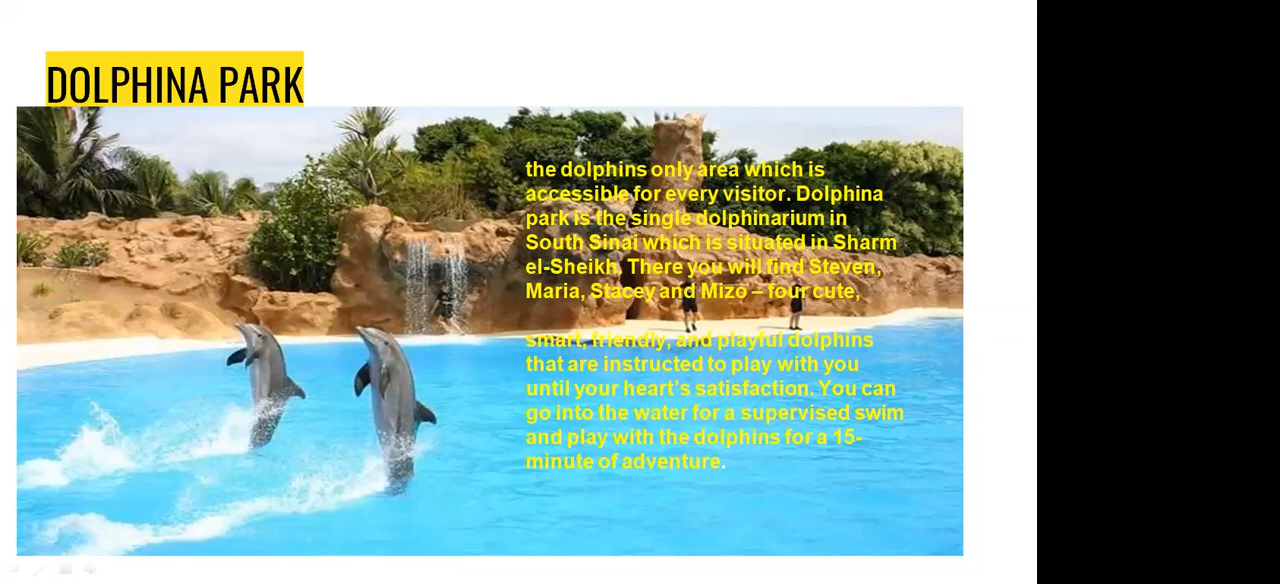 DOLPHINA PARK
the dolphins only area which is
accessible for every visitor. Dolphina
park is the single dolphinarium in
South Sinai which is situated in Sharm
el-Sheikh. There you will find Steven,
Maria, Stacey and Mizo – four cute,
smart, friendly, and playful dolphins
that are instructed to play with you
until your heart's satisfaction. You can
go into the water for a supervised swim
and play with the dolphins for a 15-
minute of adventure.